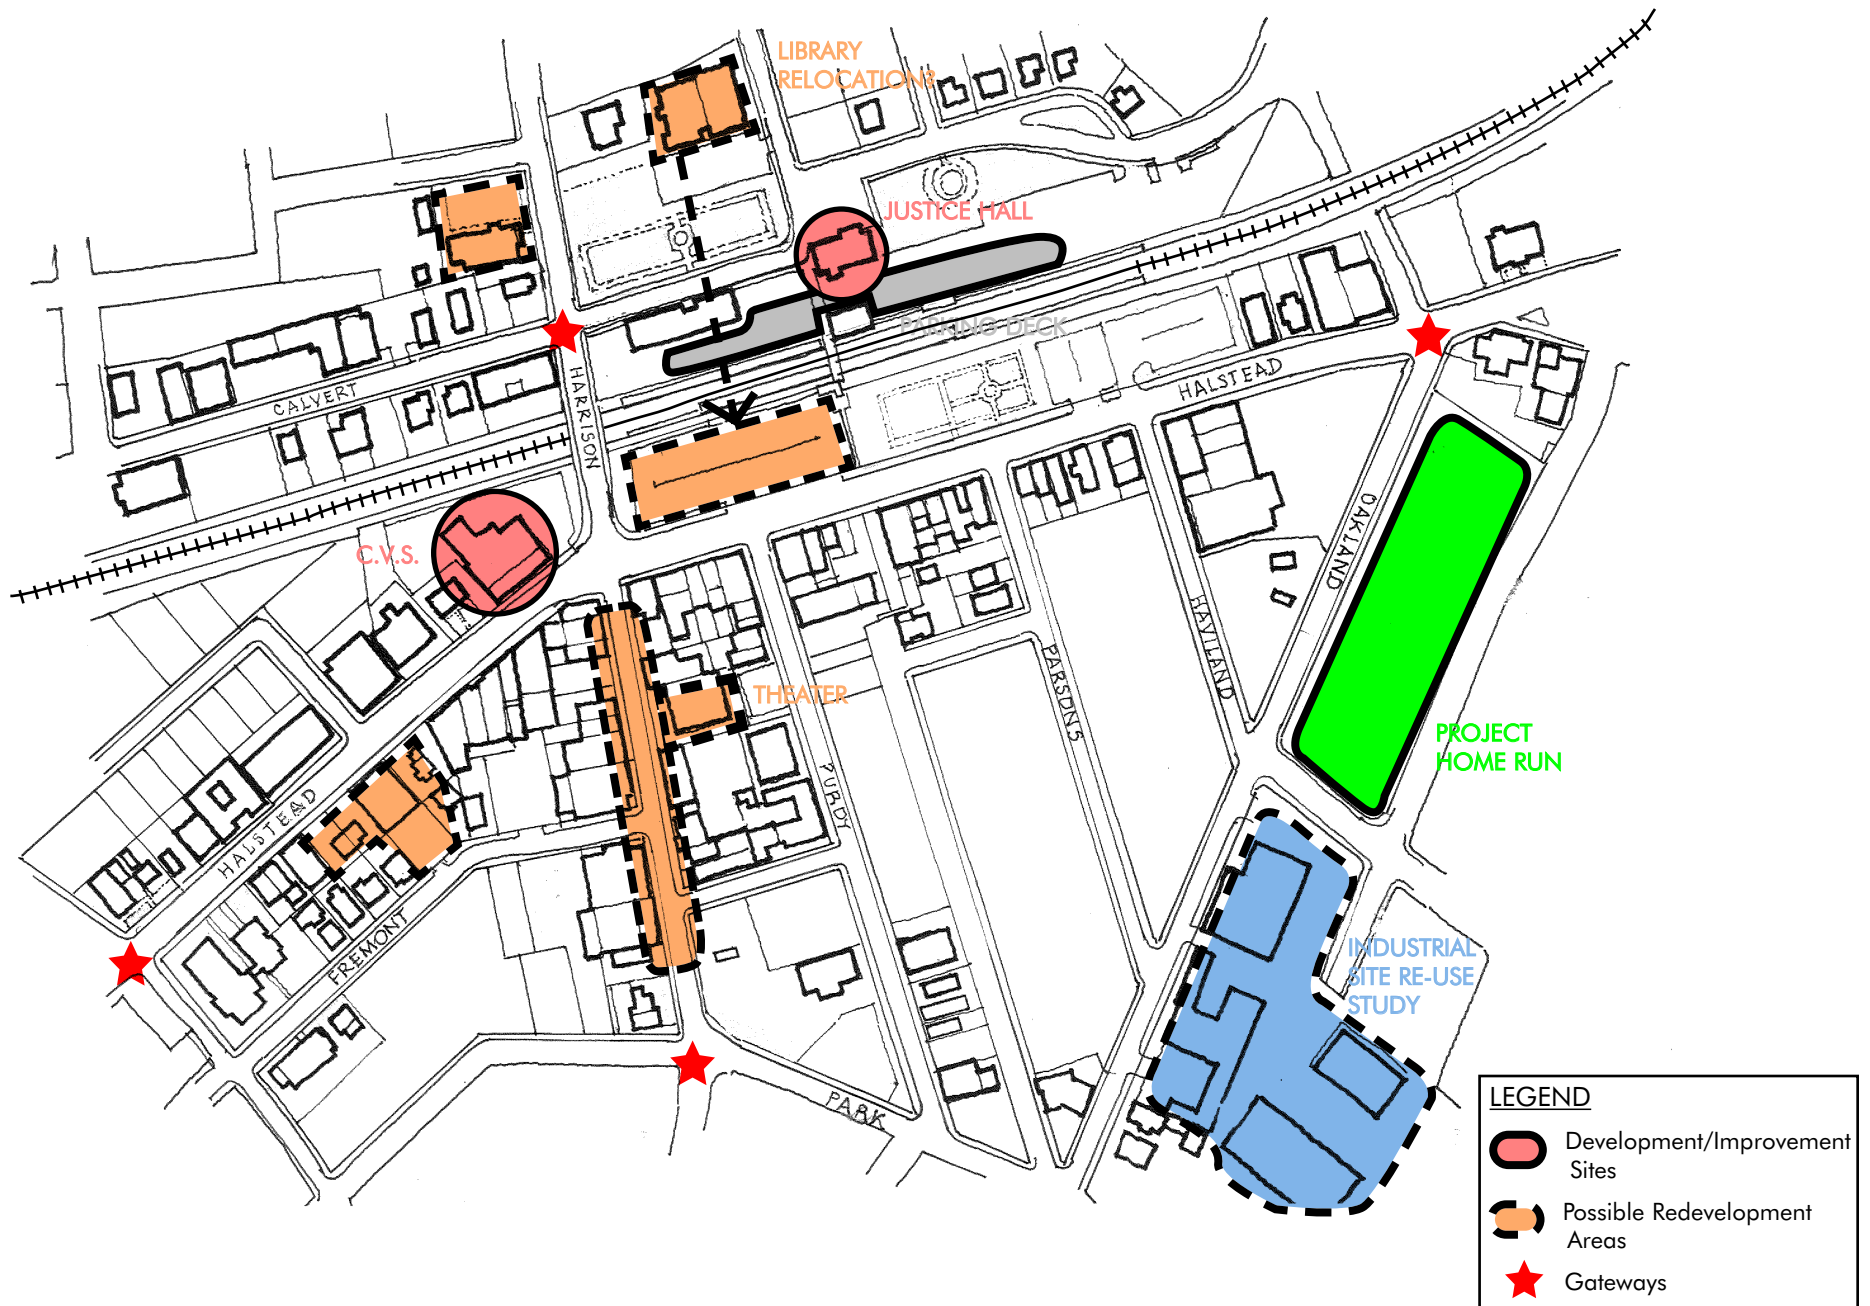 LIBRARY
RELOCATION?
JUSTICE HALL
PARKING DECK
CALVERT
HARRISON
HALSTEAD
OAKLAND
C.V.S.
THEATER
PARSONS
HAVILAND
PURDY
PROJECT
HOME RUN
HALSTEAD
FREMONT
INDUSTRIAL
SITE RE-USE
STUDY
PARK
LEGEND
Development/Improvement
Sites
Possible Redevelopment
Areas
Gateways